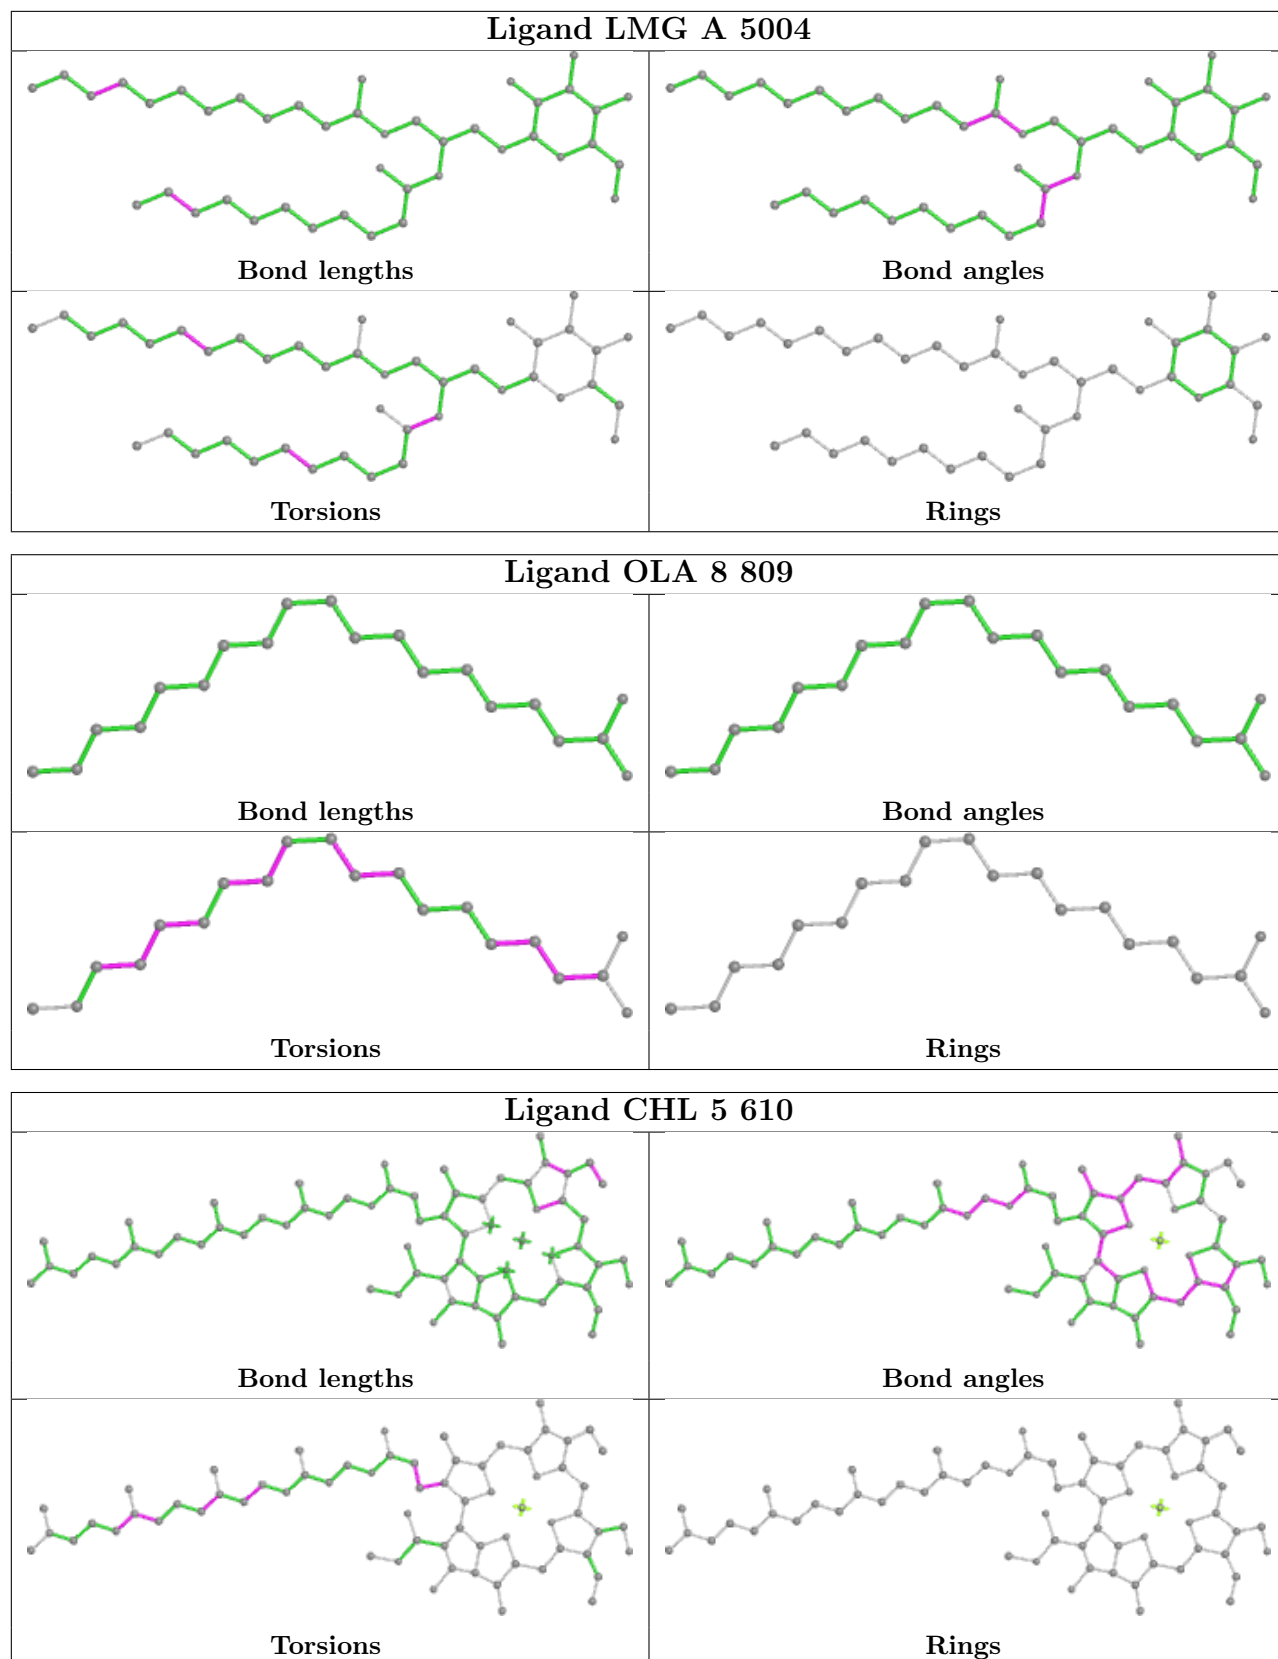 Ligand LMG A 5004
Bond lengths
Bond angles
Torsions
Rings
Ligand OLA 8 809
Bond lengths
Bond angles
Torsions
Rings
Ligand CHL 5 610
Bond lengths
Bond angles
Torsions
Rings